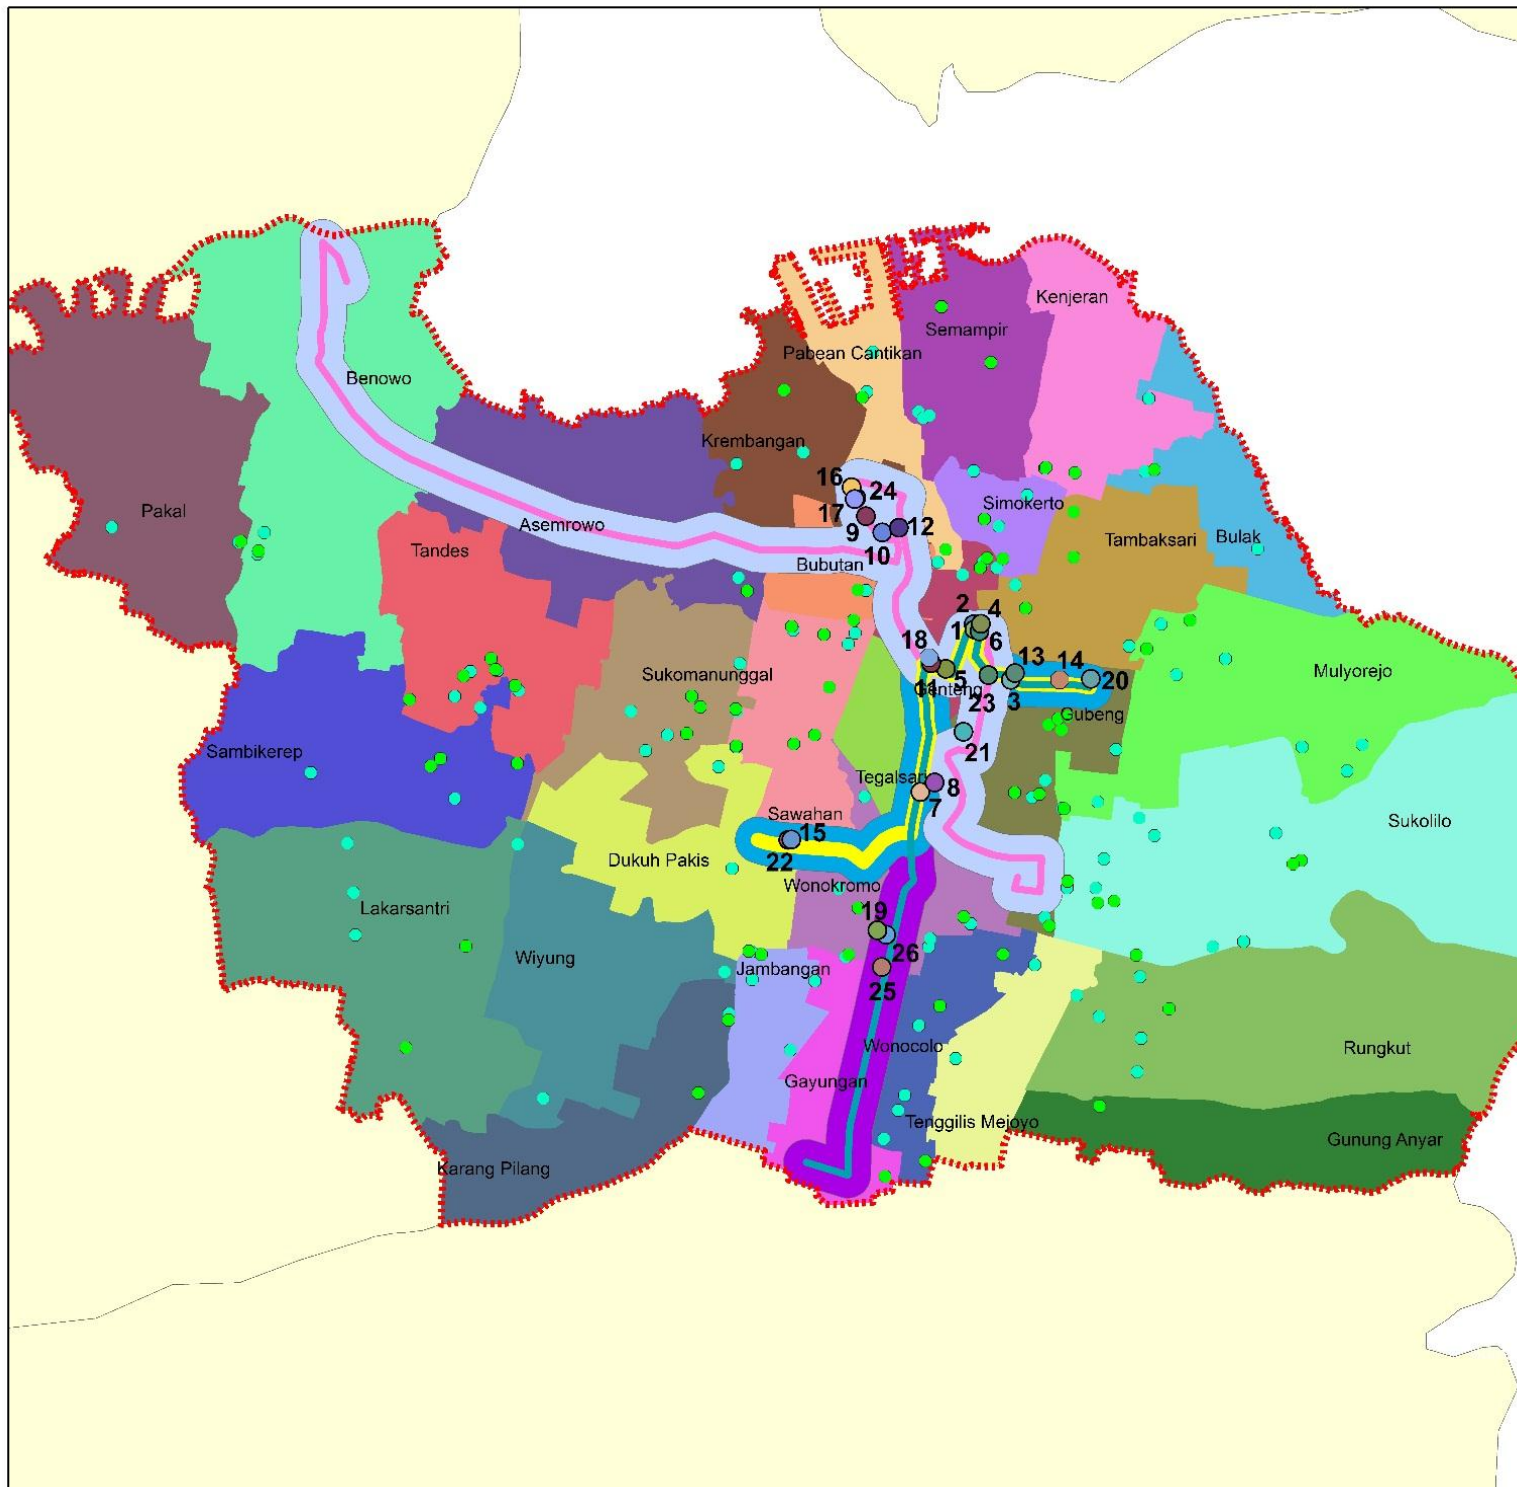 Kenjeran
Semampir
Pabean Cantikan
Benowo
Krembangan
16
24
Simokerto
Pakal
17
Asemrowo
12
9
Tambaksari
Bulak
Tandes
10
Bubutan
2
4
1
6
18
13
14
Mulyorejo
Sukomanunggal
5
20
11
Genteng
23
3
Gubeng
21
Sambikerep
Tegalsari
8
7
Sawahan
Sukolilo
15
22
Dukuh Pakis
Wonokromo
Lakarsantri
19
Wiyung
26
Jambangan
25
Wonocolo
Rungkut
Gayungan
Tenggilis Mejoyo
Gunung Anyar
Karang Pilang